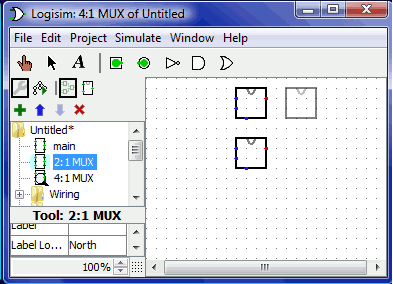 Logisim: 4:1 MUX of Untitled
File Edit Project Simulate Window Help
A
Untitled*
main
2:1 MUX
4:1 MUX
Wiring
Tool: 2:1 MUX
Label
Label Lo... North
100%